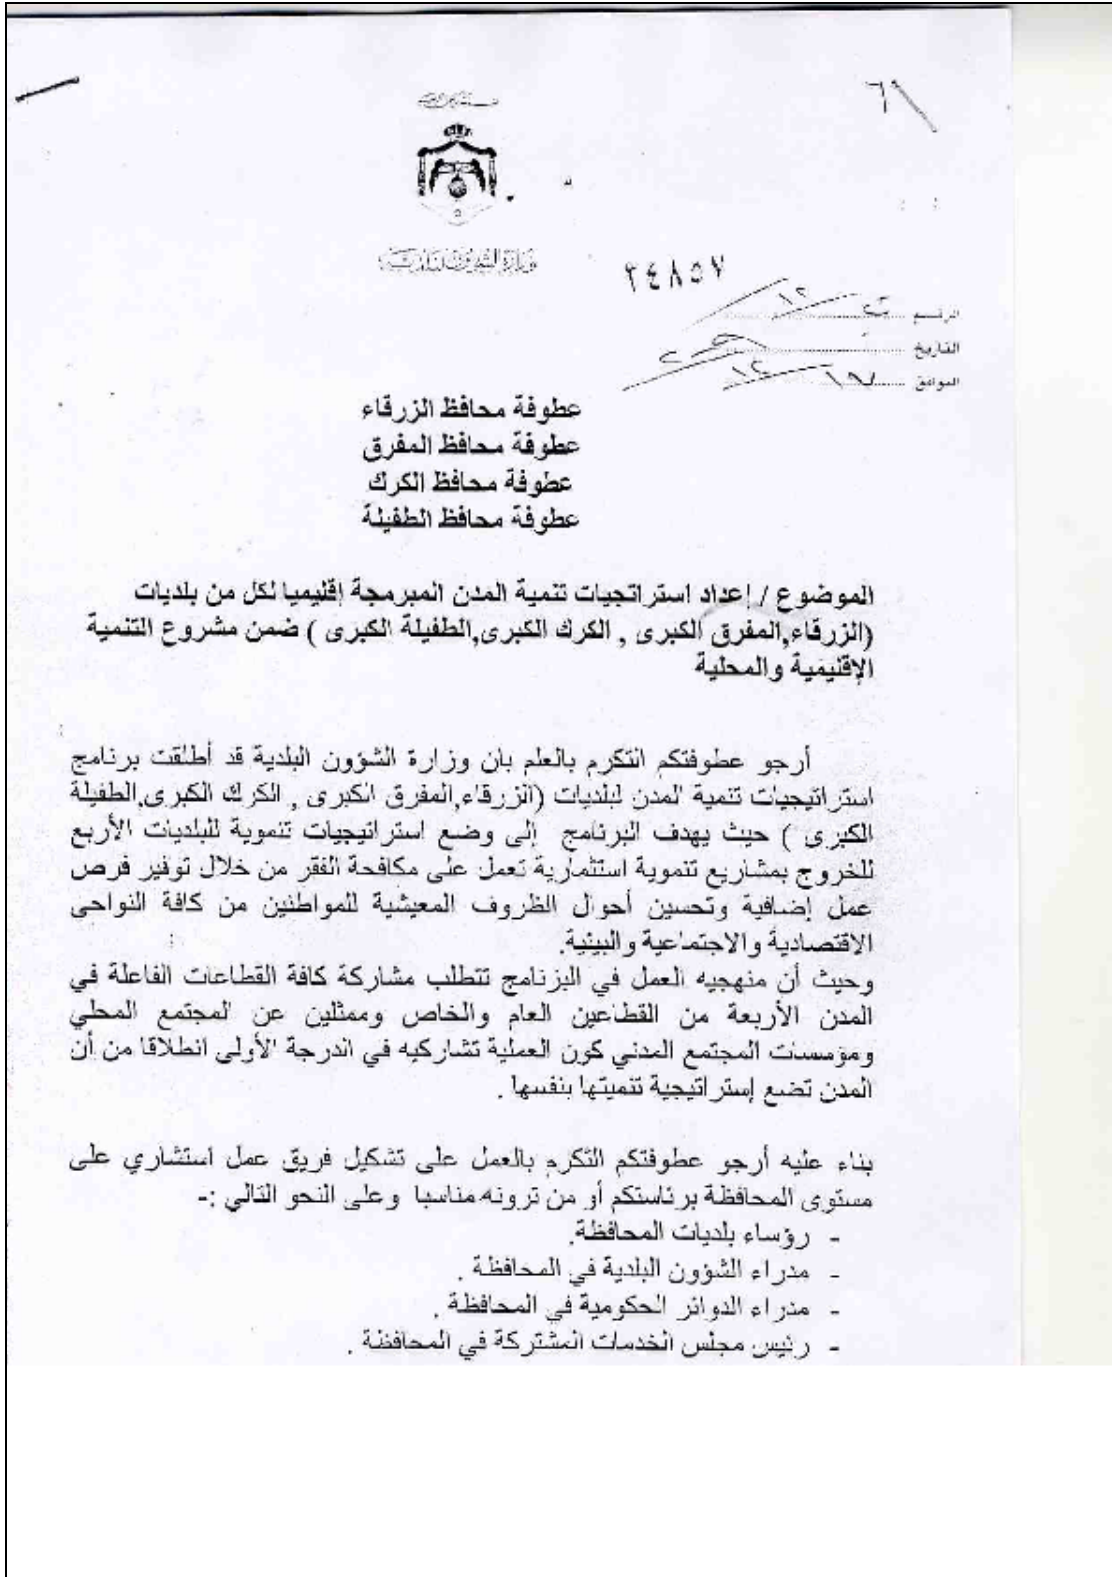 ٦١
وزارة الشؤون البلدية
٢٤٨٥٧
الرقم
التاريخ
الموافق
عطوفة محافظ الزرقاء
عطوفة محافظ المفرق
عطوفة محافظ الكرك
عطوفة محافظ الطفيلة
الموضوع / إعداد استراتجيات تنمية المدن المبرمجة إقليميا لكل من بلديات
(الزرقاء,المفرق الكبرى , الكرك الكبرى,الطفيلة الكبرى ) ضمن مشروع التنمية
الإقليمية والمحلية
أرجو عطوفتكم التكرم بالعلم بان وزارة الشؤون البلدية قد أطلقت برنامج
استراتيجيات تنمية المدن لبلديات (الزرقاء,المفرق الكبرى , الكرك الكبرى,الطفيلة
الكبرى ) حيث يهدف البرنامج إلى وضع استراتيجيات تنموية للبلديات الأربع
للخروج بمشاريع تنموية استثمارية تعمل على مكافحة الفقر من خلال توفير فرص
عمل إضافية وتحسين أحوال الظروف المعيشية للمواطنين من كافة النواحي
الاقتصادية والاجتماعية والبيئية.
وحيث أن منهجيه العمل في البرنامج تتطلب مشاركة كافة القطاعات الفاعلة في
المدن الأربعة من القطاعين العام والخاص وممثلين عن المجتمع المحلي
ومؤسسات المجتمع المدني كون العملية تشاركيه في الدرجة الأولى انطلاقا من أن
المدن تضع إستراتيجية تنميتها بنفسها .
بناء عليه أرجو عطوفتكم التكرم بالعمل على تشكيل فريق عمل استشاري على
مستوى المحافظة برئاستكم أو من ترونه مناسبا وعلى النحو التالي :-
- رؤساء بلديات المحافظة.
- مدراء الشؤون البلدية في المحافظة .
- مدراء الدوائر الحكومية في المحافظة .
- رئيس مجلس الخدمات المشتركة في المحافظة .